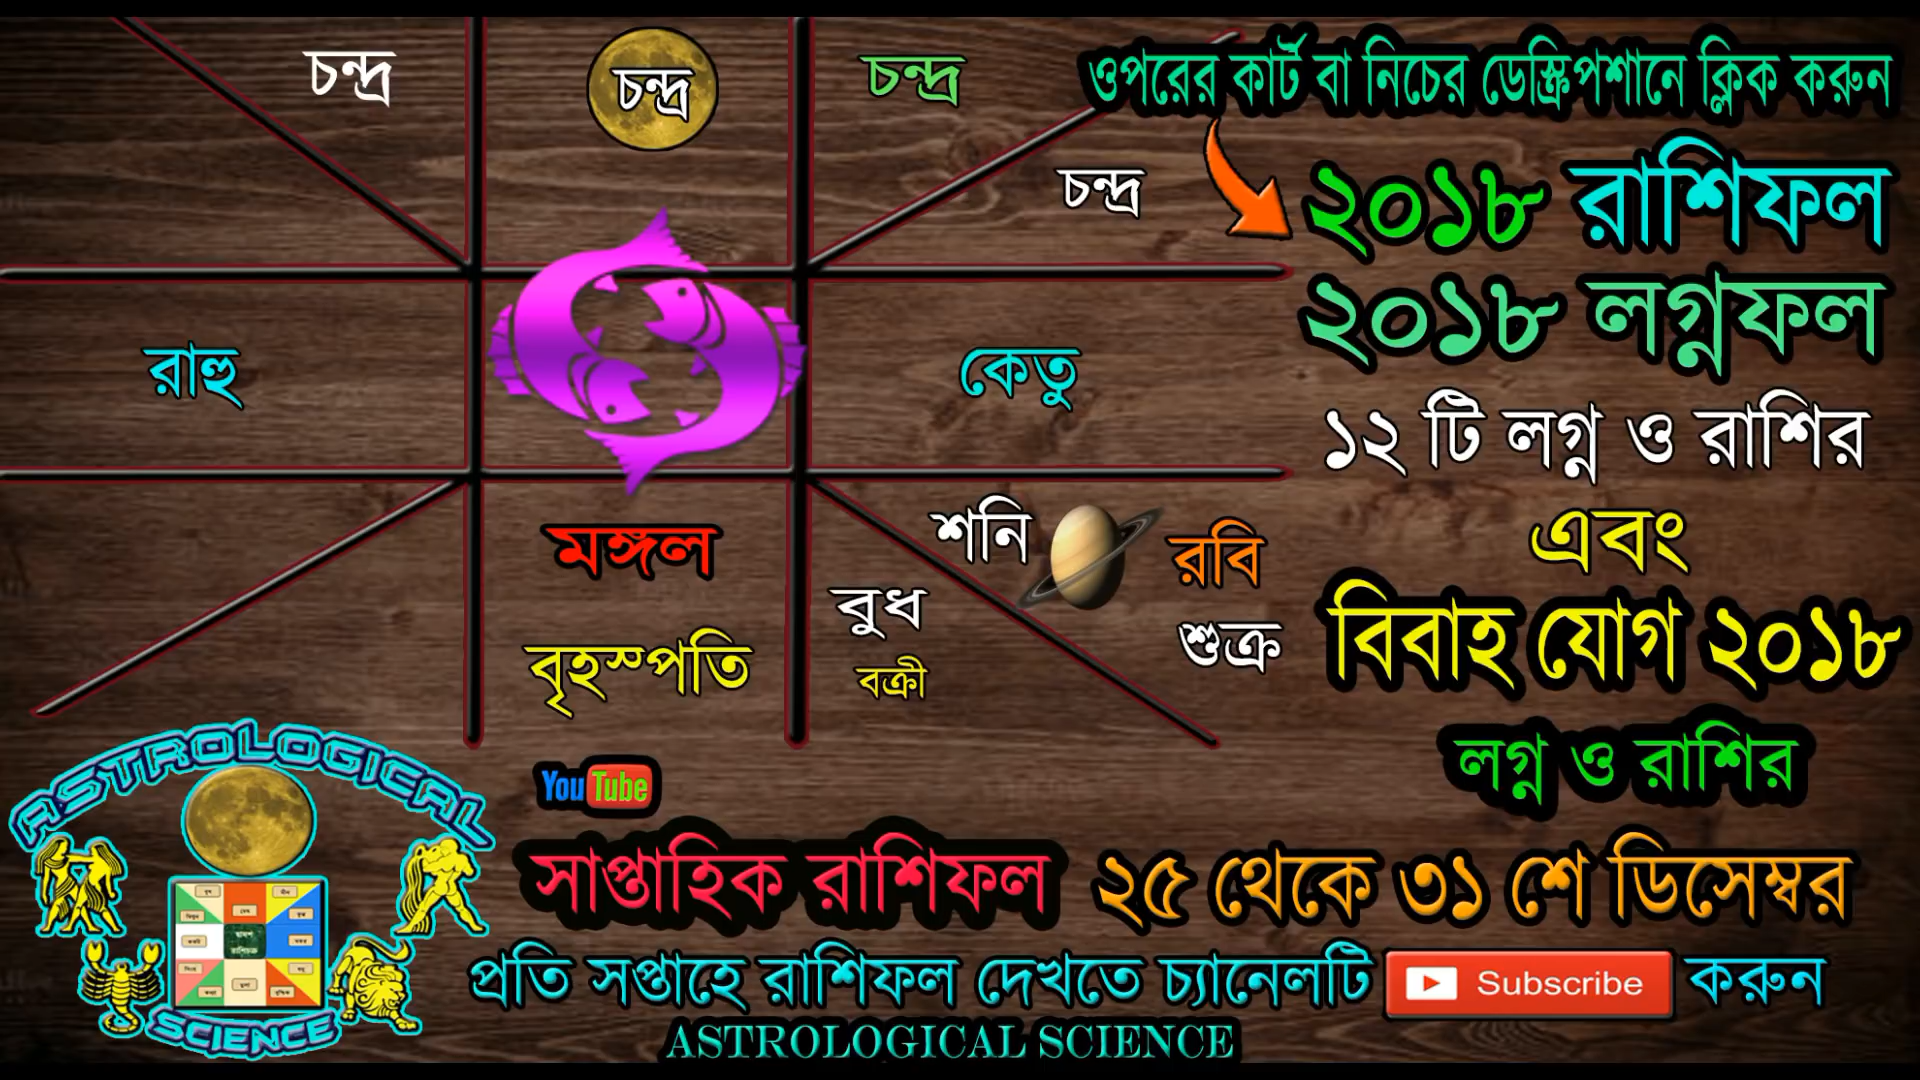 চন্দ্র
চন্দ্র
চন্দ্র
চন্দ্র
ওপরের কার্ট বা নিচের ডেস্ক্রিপশানে ক্লিক করুন
২০১৮ রাশিফল
২০১৮ লগ্নফল
১২ টি লগ্ন ও রাশির
এবং
বিবাহ যোগ ২০১৮
লগ্ন ও রাশির
রাহু
কেতু
মঙ্গল
বৃহস্পতি
শনি
রবি
বুধ
বক্রী
শুক্র
ASTROLOGICAL
SCIENCE
YouTube
সাপ্তাহিক রাশিফল ২৫ থেকে ৩১ শে ডিসেম্বর
প্রতি সপ্তাহে রাশিফল দেখতে চ্যানেলটি Subscribe করুন
ASTROLOGICAL SCIENCE